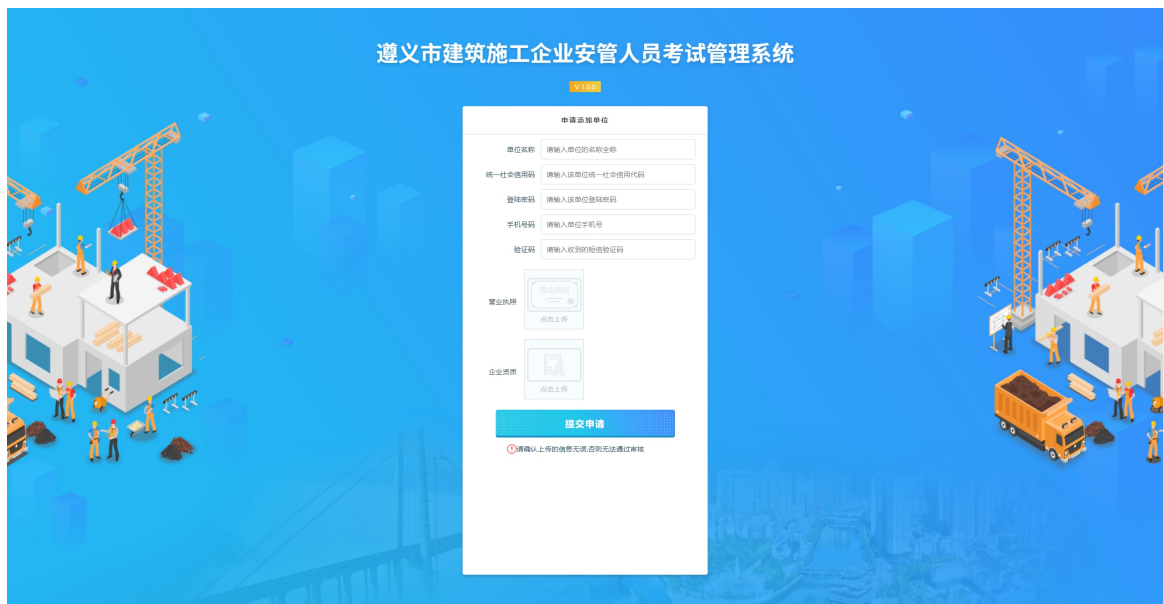 遵义市建筑施工企业安管人员考试管理系统
V 1.0.0
申请添加单位
单位名称 请输入单位的名称全称
统一社会信用码 请输入该单位统一社会信用代码
登陆密码 请输入该单位登陆密码
手机号码 请输入单位手机号
验证码 请输入收到的短信验证码
营业执照
营业执照
点击上传
企业资质
点击上传
提交申请
请确认上传的信息无误,否则无法通过审核